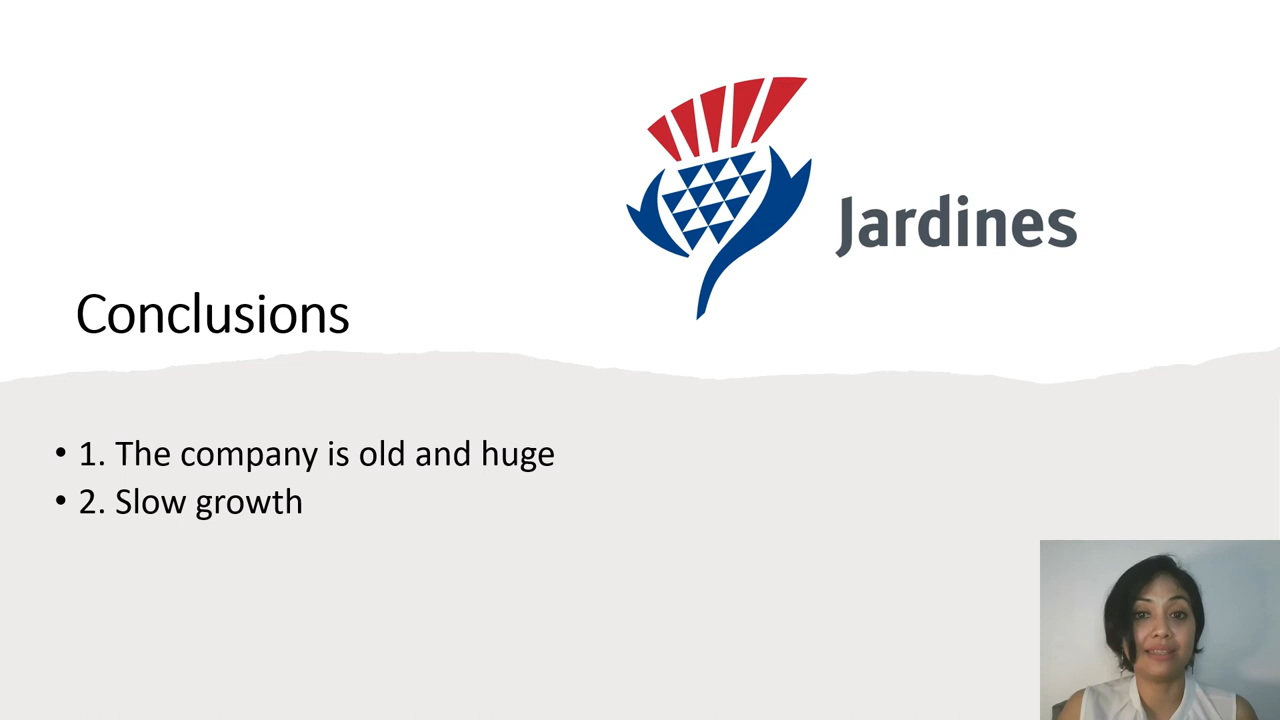 Jardines
Conclusions
• 1. The company is old and huge
• 2. Slow growth